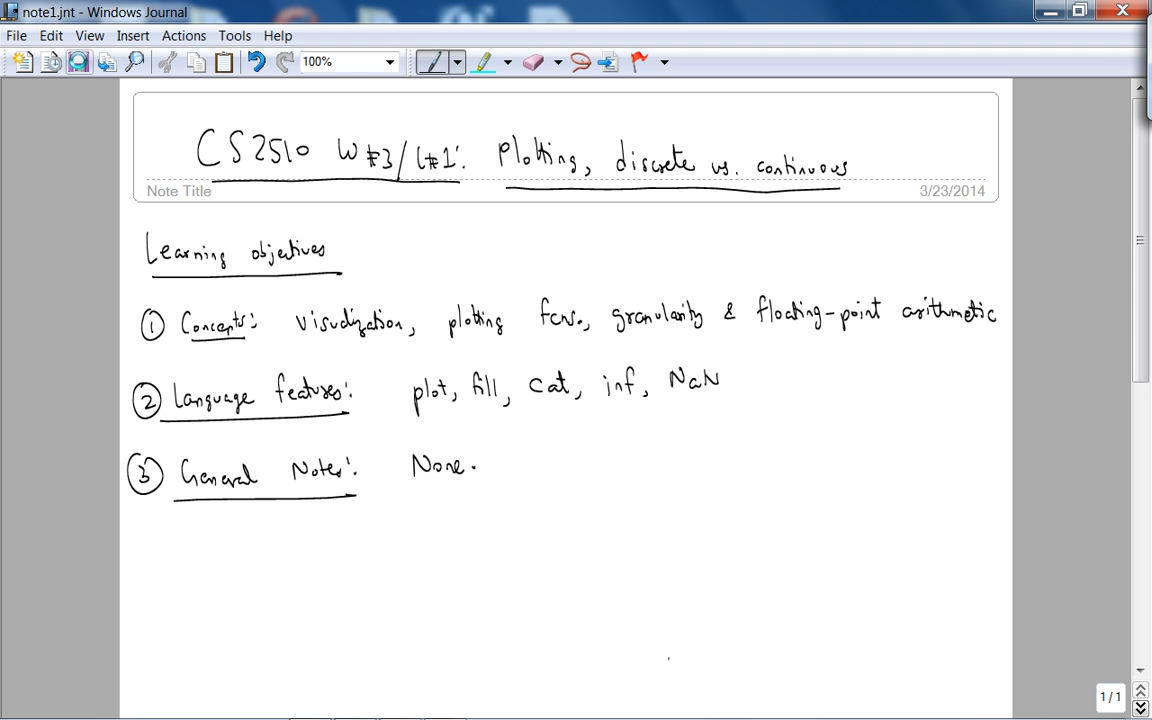 note1.jnt - Windows Journal
File Edit View Insert Actions Tools Help
100%
CS2510 W#3/L#1: Plotting, discrete vs. continuous
Note Title 3/23/2014
Learning objectives
① Concepts: visualization, plotting fcns., granularity & floating-point arithmetic
② Language features: plot, fill, cat, inf, NaN
③ General Notes: None.
1/1